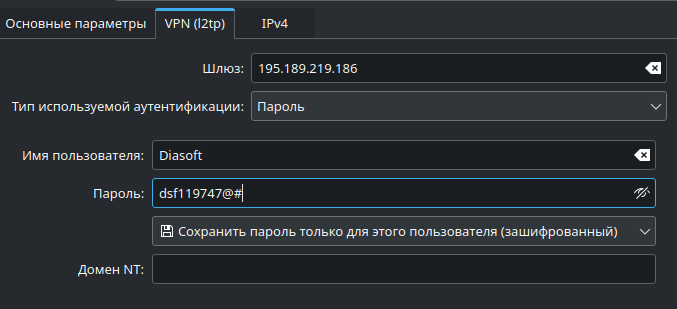 Основные параметры VPN (l2tp) IPv4
Шлюз: 195.189.219.186
Тип используемой аутентификации: Пароль
Имя пользователя: Diasoft
Пароль: dsf119747@#
Сохранить пароль только для этого пользователя (зашифрованный)
Домен NT: